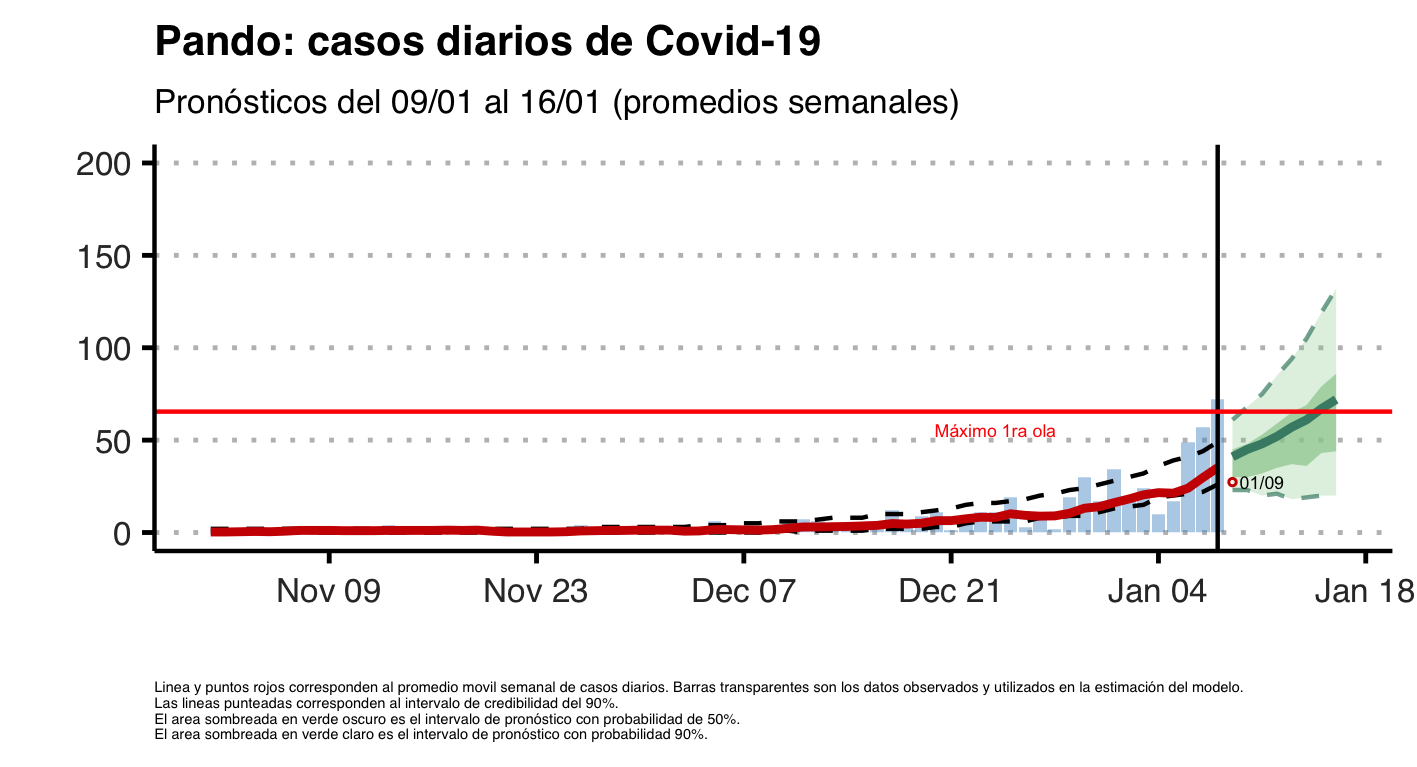 Pando: casos diarios de Covid-19
Pronósticos del 09/01 al 16/01 (promedios semanales)
200
150
100
50
0
Máximo 1ra ola
01/09
Nov 09
Nov 23
Dec 07
Dec 21
Jan 04
Jan 18
Linea y puntos rojos corresponden al promedio movil semanal de casos diarios. Barras transparentes son los datos observados y utilizados en la estimación del modelo.
Las lineas punteadas corresponden al intervalo de credibilidad del 90%.
El area sombreada en verde oscuro es el intervalo de pronóstico con probabilidad de 50%.
El area sombreada en verde claro es el intervalo de pronóstico con probabilidad 90%.